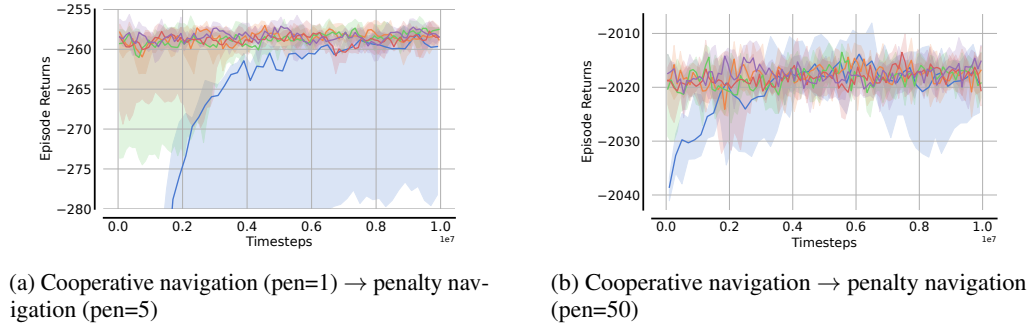 −255
−260
−265
−270
−275
−280
Episode Returns
0.0 0.2 0.4 0.6 0.8 1.0
Timesteps
1e7
(a) Cooperative navigation (pen=1) → penalty nav-
igation (pen=5)
−2010
−2020
−2030
−2040
Episode Returns
0.0 0.2 0.4 0.6 0.8 1.0
Timesteps
1e7
(b) Cooperative navigation → penalty navigation
(pen=50)